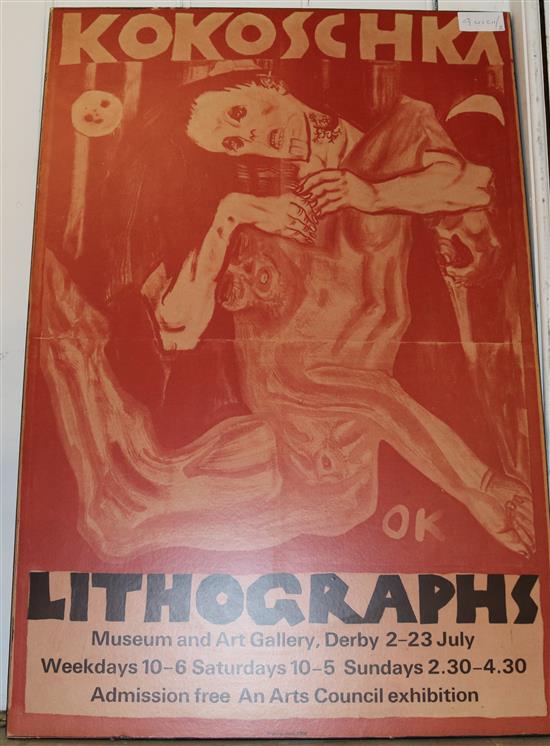 KOKOSCHKA
OK
LITHOGRAPHS
Museum and Art Gallery, Derby 2–23 July
Weekdays 10–6 Saturdays 10–5 Sundays 2.30–4.30
Admission free An Arts Council exhibition